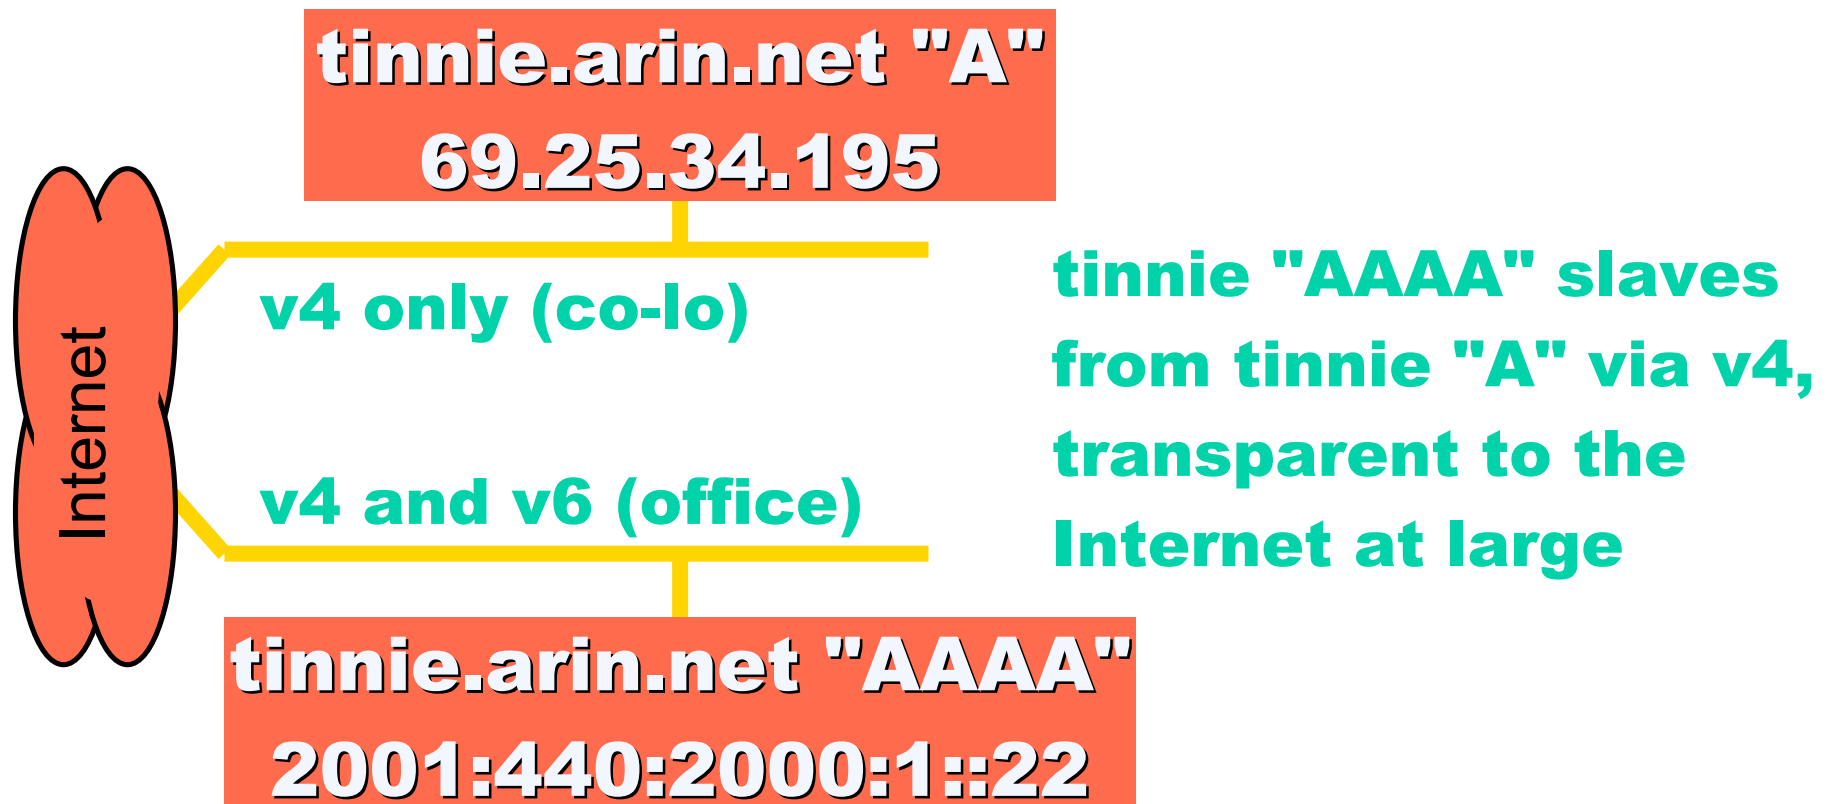 tinnie.arin.net "A"
69.25.34.195
v4 only (co-lo)
Internet
tinnie "AAAA" slaves
from tinnie "A" via v4,
transparent to the
Internet at large
v4 and v6 (office)
tinnie.arin.net "AAAA"
2001:440:2000:1::22